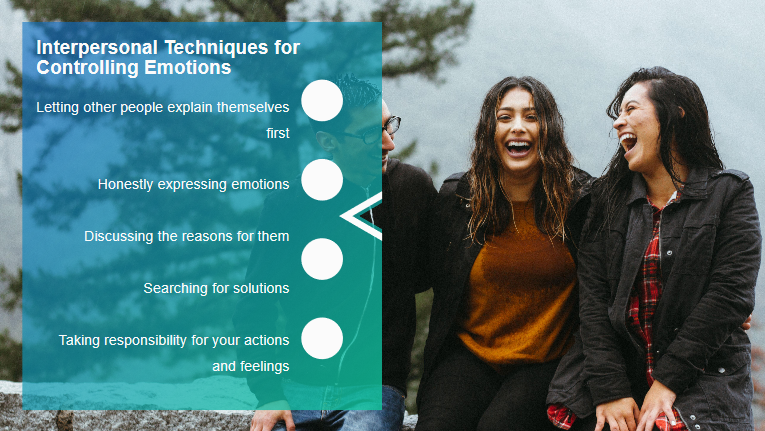 Interpersonal Techniques for
Controlling Emotions
Letting other people explain themselves
first
Honestly expressing emotions
Discussing the reasons for them
Searching for solutions
Taking responsibility for your actions
and feelings